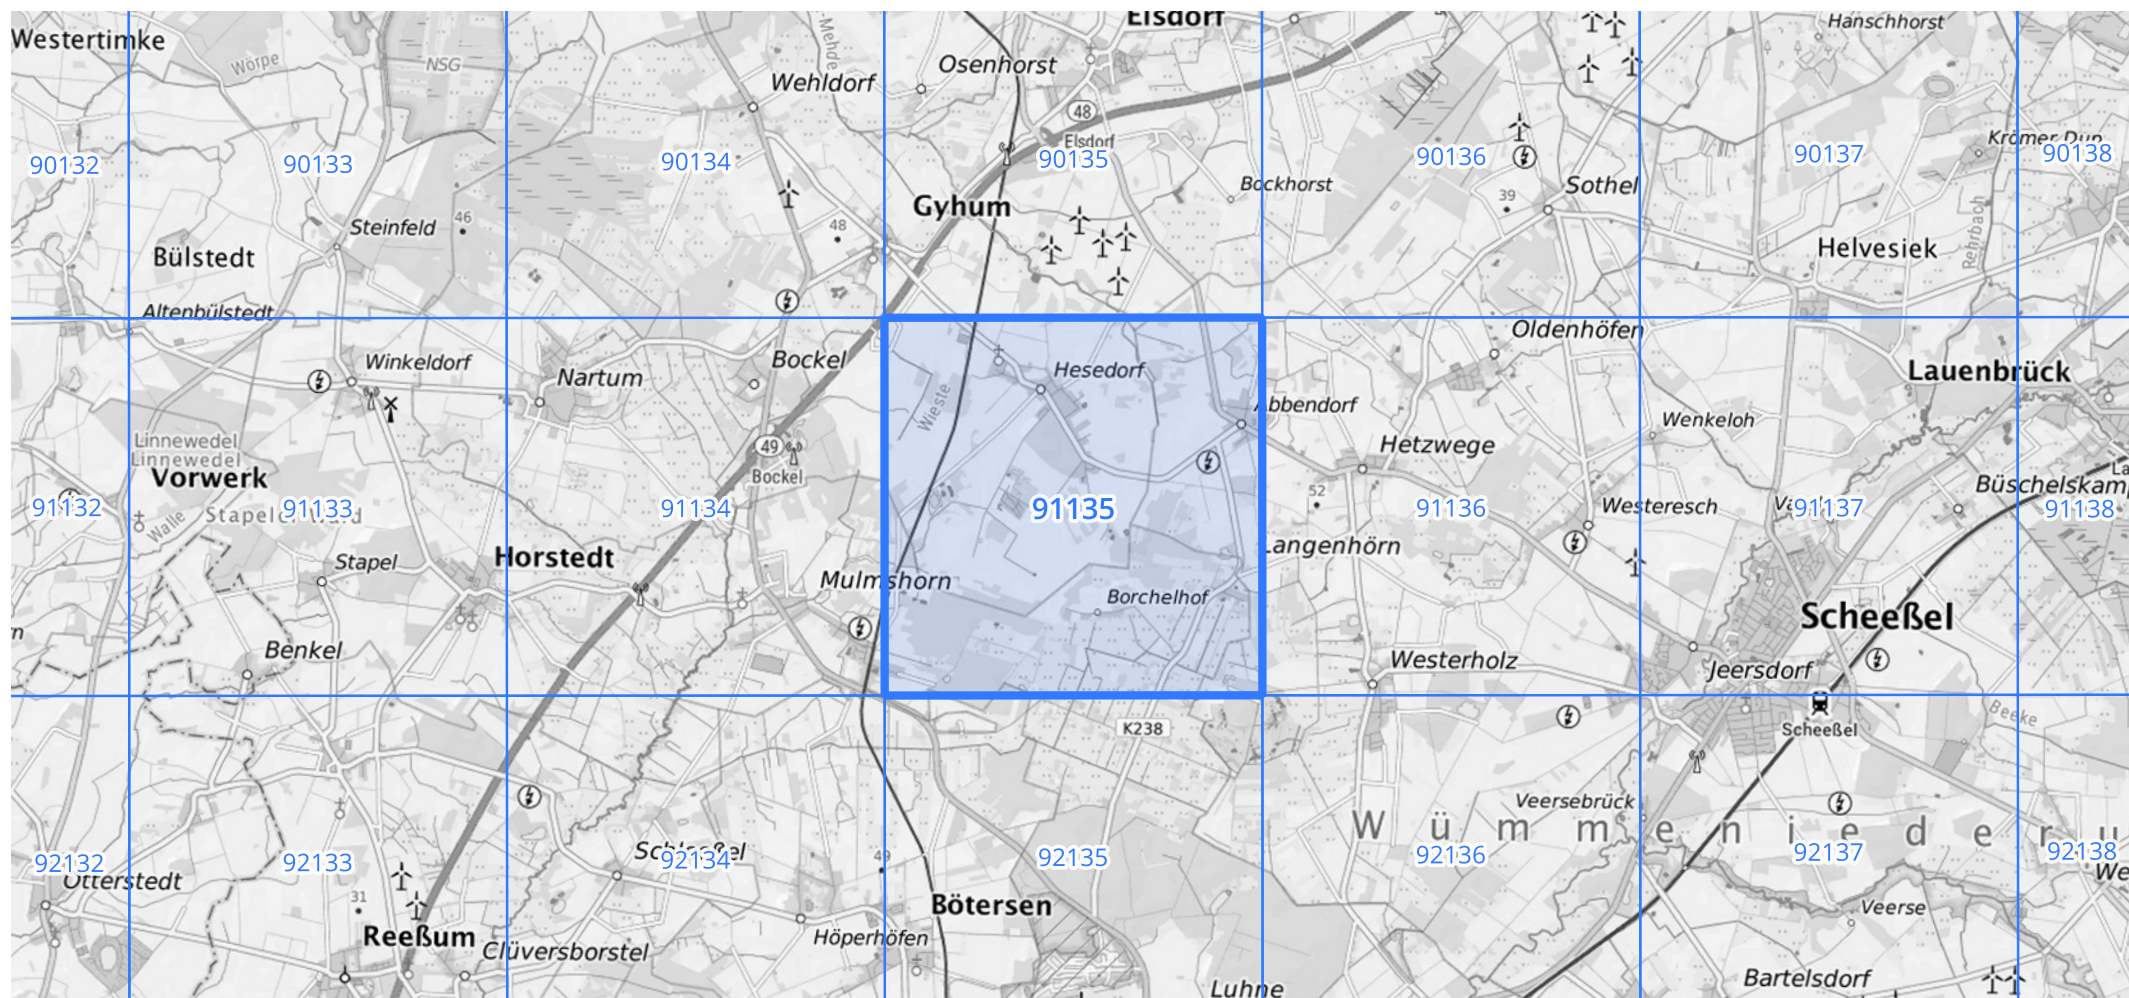 Elsdorf
Westertimke
Wörpe
NSG
Mehde
Wehldorf
Osenhorst
Hanschhorst
48
Elsdorf
90132
90133
90134
90135
90136
90137
90138
Bockhorst
39
Sothel
Steinfeld
46
48
Gyhum
Bülstedt
Helvesiek
Rehrbach
Altenbülstedt
Winkeldorf
Nartum
Bockel
Hesedorf
Oldenhöfen
Lauenbrück
Wieste
Abbendorf
Wenkeloh
Linnewedel
Linnewedel
Vorwerk
49
Bockel
Hetzwege
52
Westeresch
Büschelskamp
91132
91133
91134
91135
91136
91137
91138
Walle
Horstedt
Stapel
Mulmshorn
Langenhörn
Borchelhof
Scheeßel
Benkel
Westerholz
Jeersdorf
K238
Scheeßel
Beeke
Veersebrück
W ü m m e n i e d e r u
92132
92133
92134
92135
92136
92137
92138
Otterstedt
49
31
Bötersen
Veerse
Reeßum
Clüversborstel
Höperhöfen
Luhne
Bartelsdorf